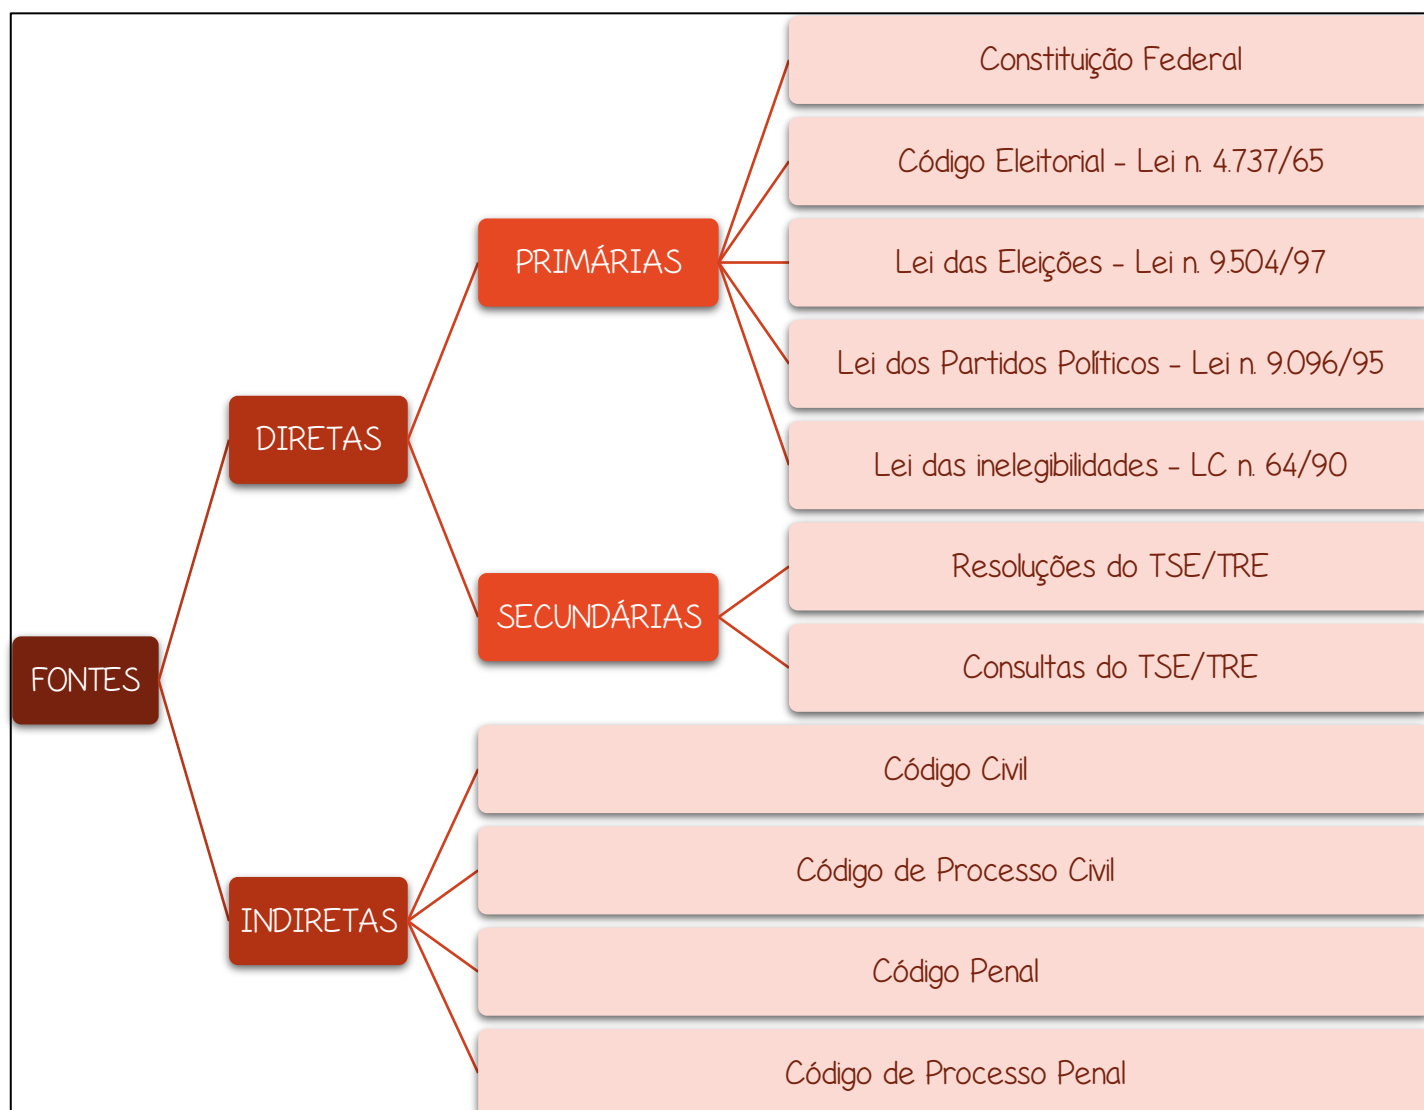 Constituição Federal
Código Eleitorial - Lei n. 4.737/65
PRIMÁRIAS
Lei das Eleições - Lei n. 9.504/97
Lei dos Partidos Políticos - Lei n. 9.096/95
DIRETAS
Lei das inelegibilidades - LC n. 64/90
Resoluções do TSE/TRE
SECUNDÁRIAS
Consultas do TSE/TRE
FONTES
Código Civil
Código de Processo Civil
INDIRETAS
Código Penal
Código de Processo Penal